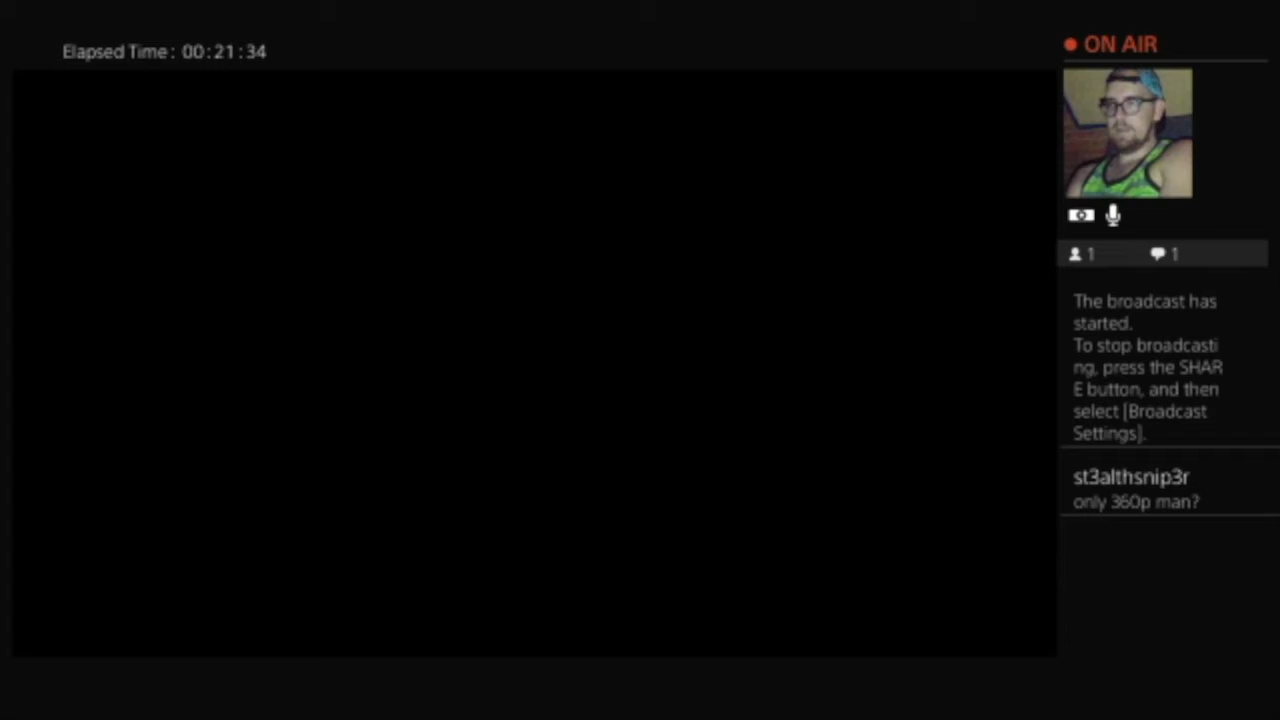 Elapsed Time: 00:21:34
ON AIR
1 1
The broadcast has
started.
To stop broadcasti
ng, press the SHAR
E button, and then
select [Broadcast
Settings].
st3althsnip3r
only 360p man?